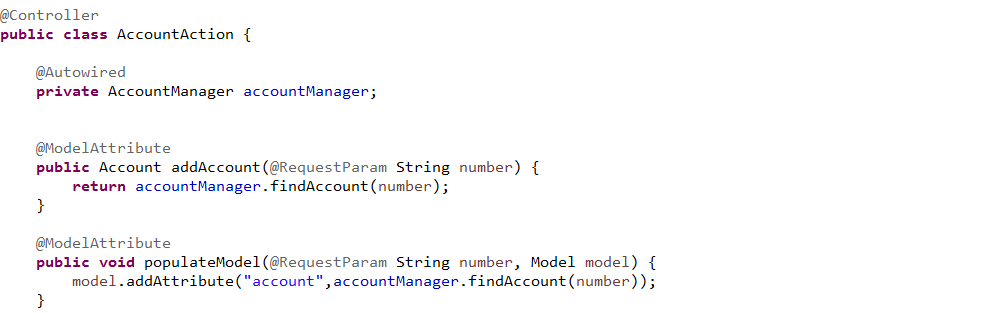 @Controller
public class AccountAction {
@Autowired
private AccountManager accountManager;
@ModelAttribute
public Account addAccount(@RequestParam String number) {
return accountManager.findAccount(number);
}
@ModelAttribute
public void populateModel(@RequestParam String number, Model model) {
model.addAttribute("account",accountManager.findAccount(number));
}